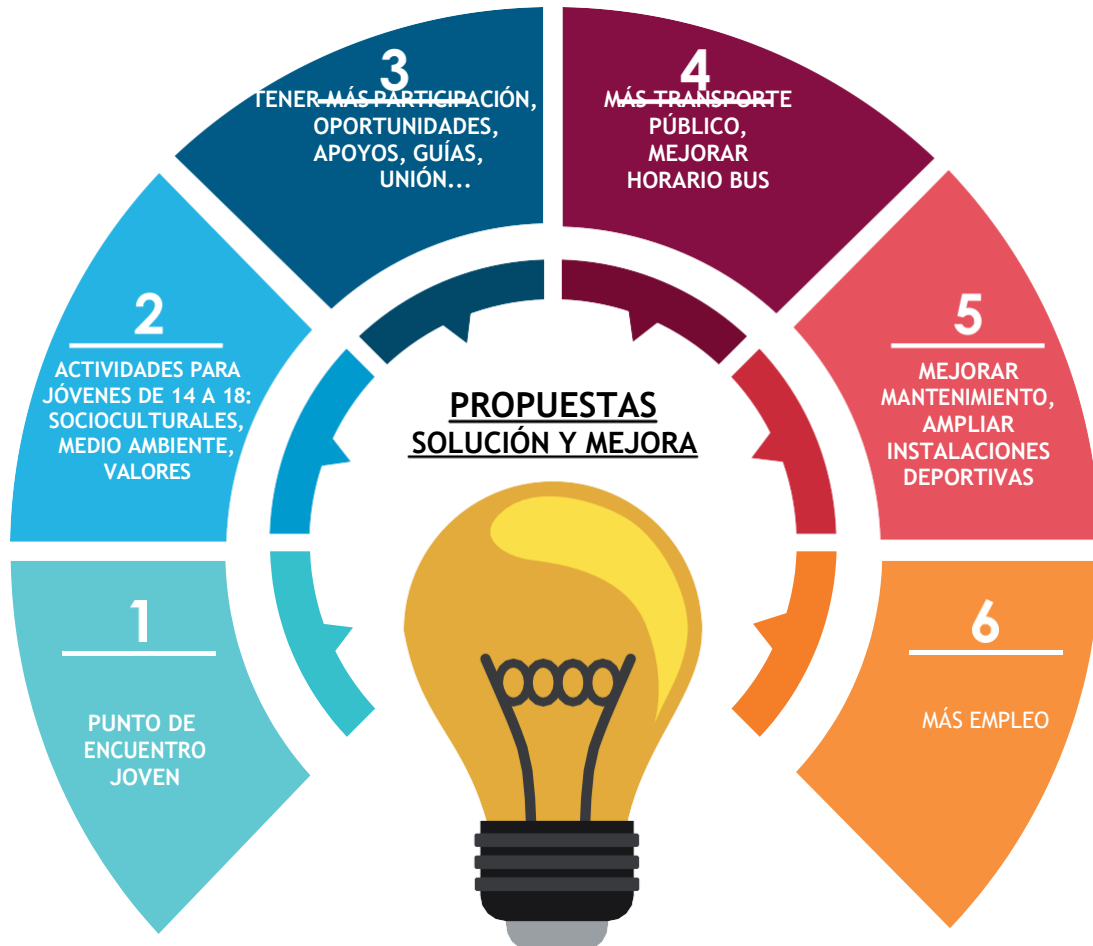 1
PUNTO DE
ENCUENTRO
JOVEN
2
ACTIVIDADES PARA
JÓVENES DE 14 A 18:
SOCIOCULTURALES,
MEDIO AMBIENTE,
VALORES
3
TENER MÁS PARTICIPACIÓN,
OPORTUNIDADES,
APOYOS, GUÍAS,
UNIÓN...
4
MÁS TRANSPORTE
PÚBLICO,
MEJORAR
HORARIO BUS
5
MEJORAR
MANTENIMIENTO,
AMPLIAR
INSTALACIONES
DEPORTIVAS
6
MÁS EMPLEO
PROPUESTAS
SOLUCIÓN Y MEJORA